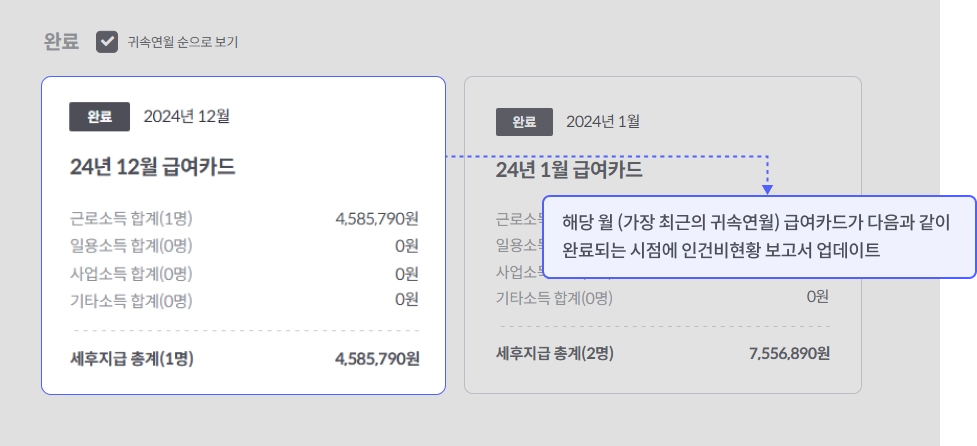 완료 귀속연월 순으로 보기
완료 2024년 12월
24년 12월 급여카드
근로소득 합계(1명) 4,585,790원
일용소득 합계(0명) 0원
사업소득 합계(0명) 0원
기타소득 합계(0명) 0원
세후지급 총계(1명) 4,585,790원
완료 2024년 1월
24년 1월 급여카드
해당 월 (가장 최근의 귀속연월) 급여카드가 다음과 같이
완료되는 시점에 인건비현황 보고서 업데이트
기타소득 합계(0명) 0원
세후지급 총계(2명) 7,556,890원